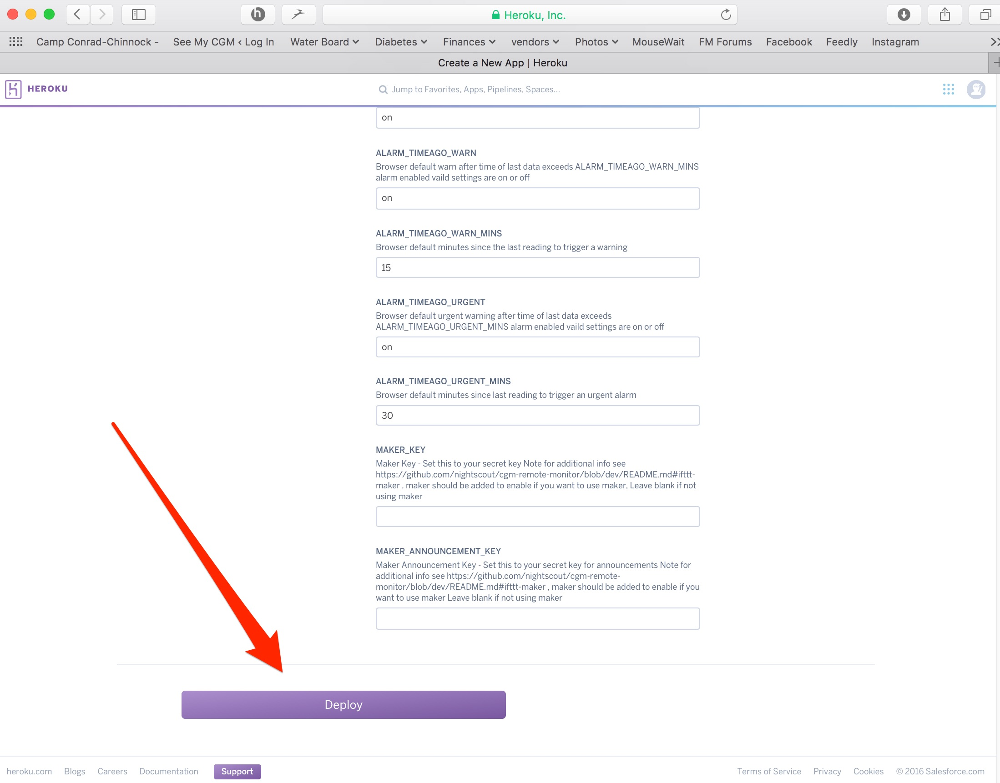 h
Heroku, Inc.
Camp Conrad-Chinnock - See My CGM ‹ Log In Water Board Diabetes Finances vendors Photos MouseWait FM Forums Facebook Feedly Instagram
Create a New App | Heroku
HEROKU
Jump to Favorites, Apps, Pipelines, Spaces...
on
ALARM_TIMEAGO_WARN
Browser default warn after time of last data exceeds ALARM_TIMEAGO_WARN_MINS
alarm enabled vaild settings are on or off
on
ALARM_TIMEAGO_WARN_MINS
Browser default minutes since the last reading to trigger a warning
15
ALARM_TIMEAGO_URGENT
Browser default urgent warning after time of last data exceeds
ALARM_TIMEAGO_URGENT_MINS alarm enabled vaild settings are on or off
on
ALARM_TIMEAGO_URGENT_MINS
Browser default minutes since last reading to trigger an urgent alarm
30
MAKER_KEY
Maker Key - Set this to your secret key Note for additional info see
https://github.com/nightscout/cgm-remote-monitor/blob/dev/README.md#ifttt-
maker , maker should be added to enable if you want to use maker, Leave blank if not
using maker
MAKER_ANNOUNCEMENT_KEY
Maker Announcement Key - Set this to your secret key for announcements Note for
additional info see https://github.com/nightscout/cgm-remote-
monitor/blob/dev/README.md#ifttt-maker , maker should be added to enable if you
want to use maker Leave blank if not using maker
Deploy
heroku.com Blogs Careers Documentation Support Terms of Service Privacy Cookies © 2016 Salesforce.com